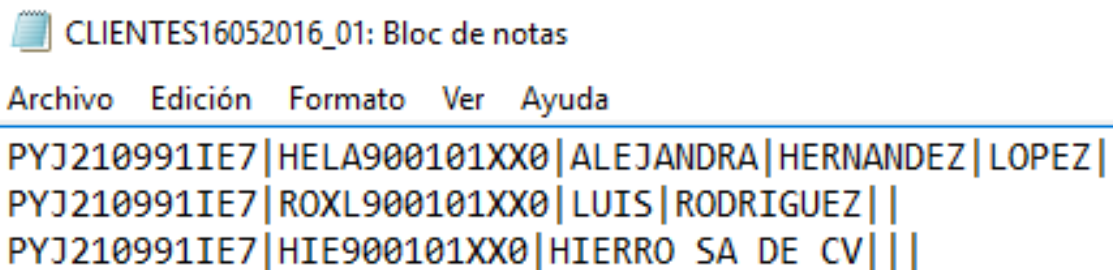 CLIENTES16052016_01: Bloc de notas
Archivo Edición Formato Ver Ayuda
PYJ210991IE7|HELA900101XX0|ALEJANDRA|HERNANDEZ|LOPEZ|
PYJ210991IE7|ROXL900101XX0|LUIS|RODRIGUEZ||
PYJ210991IE7|HIE900101XX0|HIERRO SA DE CV|||